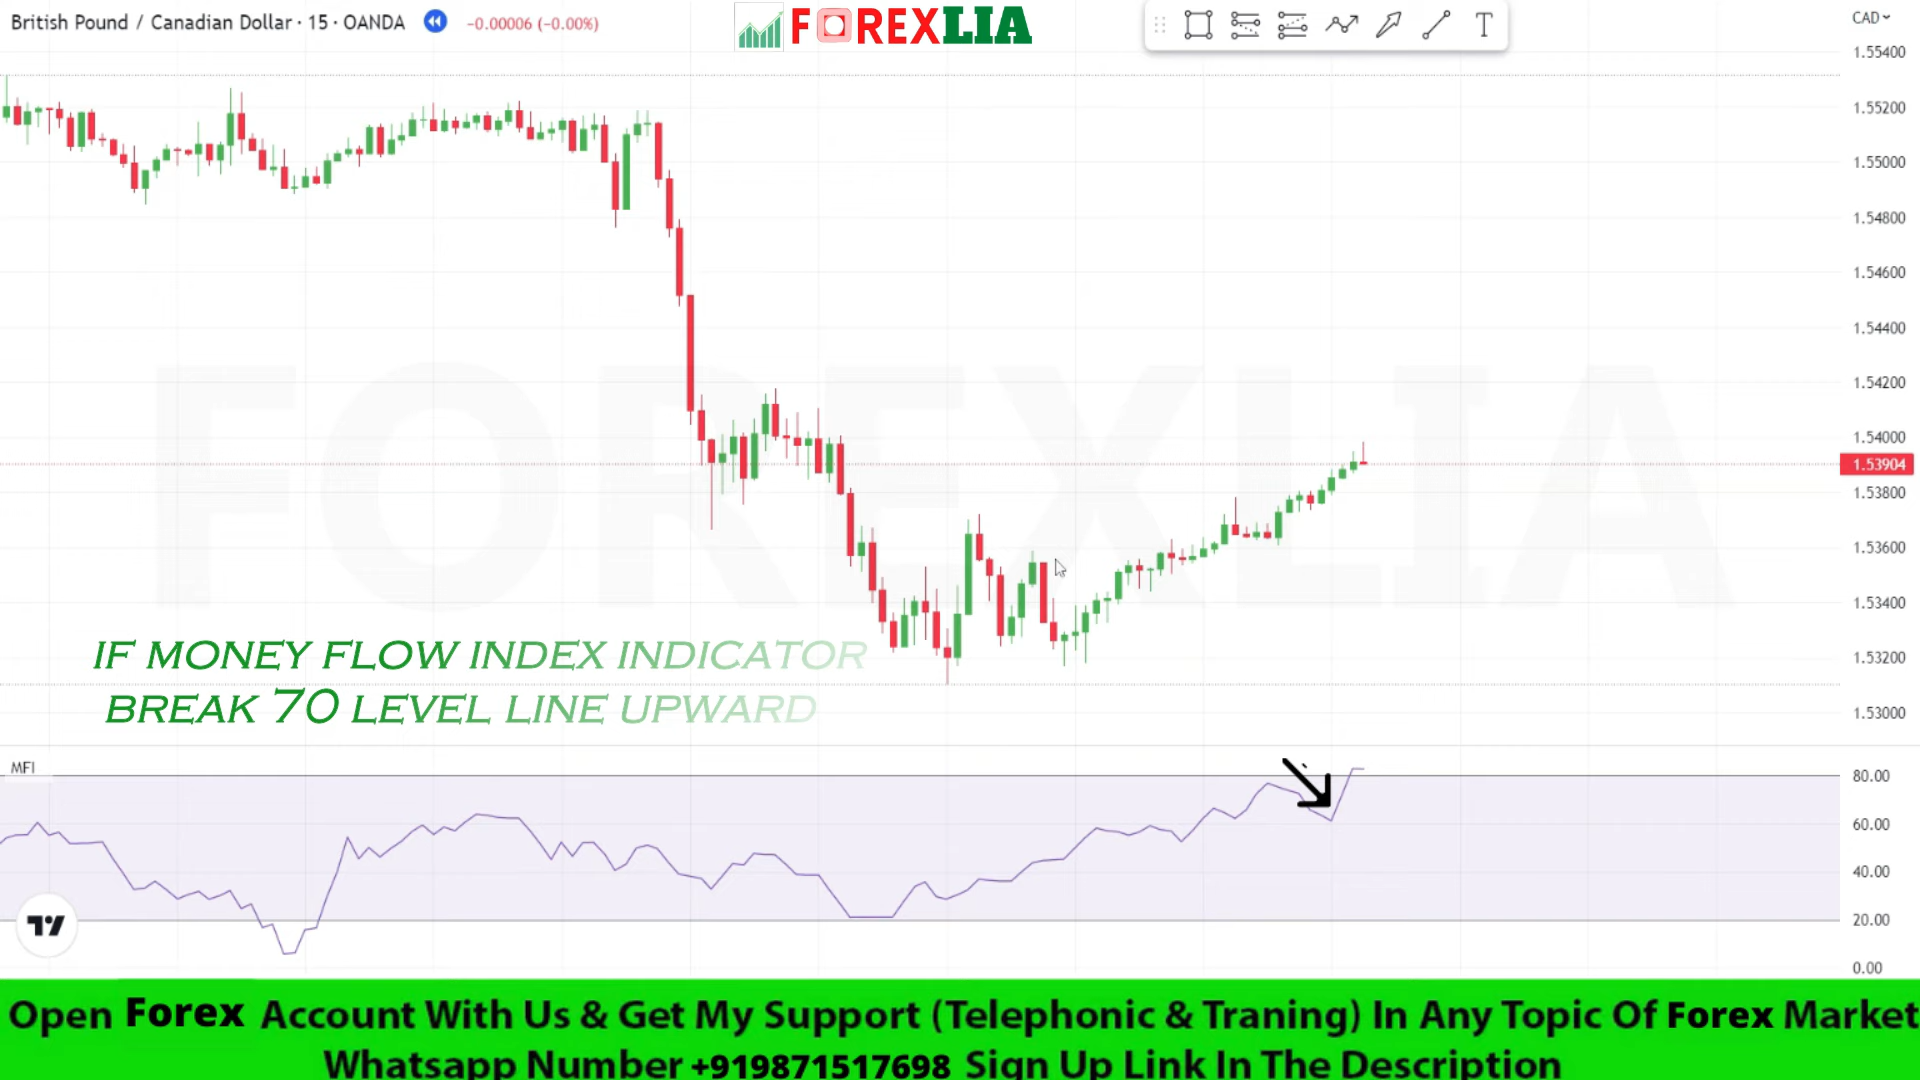 British Pound / Canadian Dollar · 15 · OANDA
−0.00006 (−0.00%)
FOREXLIA
T
CAD
1.55400
1.55200
1.55000
1.54800
1.54600
1.54400
1.54200
1.54000
1.53904
1.53800
1.53600
1.53400
1.53200
1.53000
FOREXLIA
IF MONEY FLOW INDEX INDICATOR
BREAK 70 LEVEL LINE UPWARD
MFI
80.00
60.00
40.00
20.00
0.00
Open Forex Account With Us & Get My Support (Telephonic & Traning) In Any Topic Of Forex Market
Whatsapp Number +919871517698 Sign Up Link In The Description